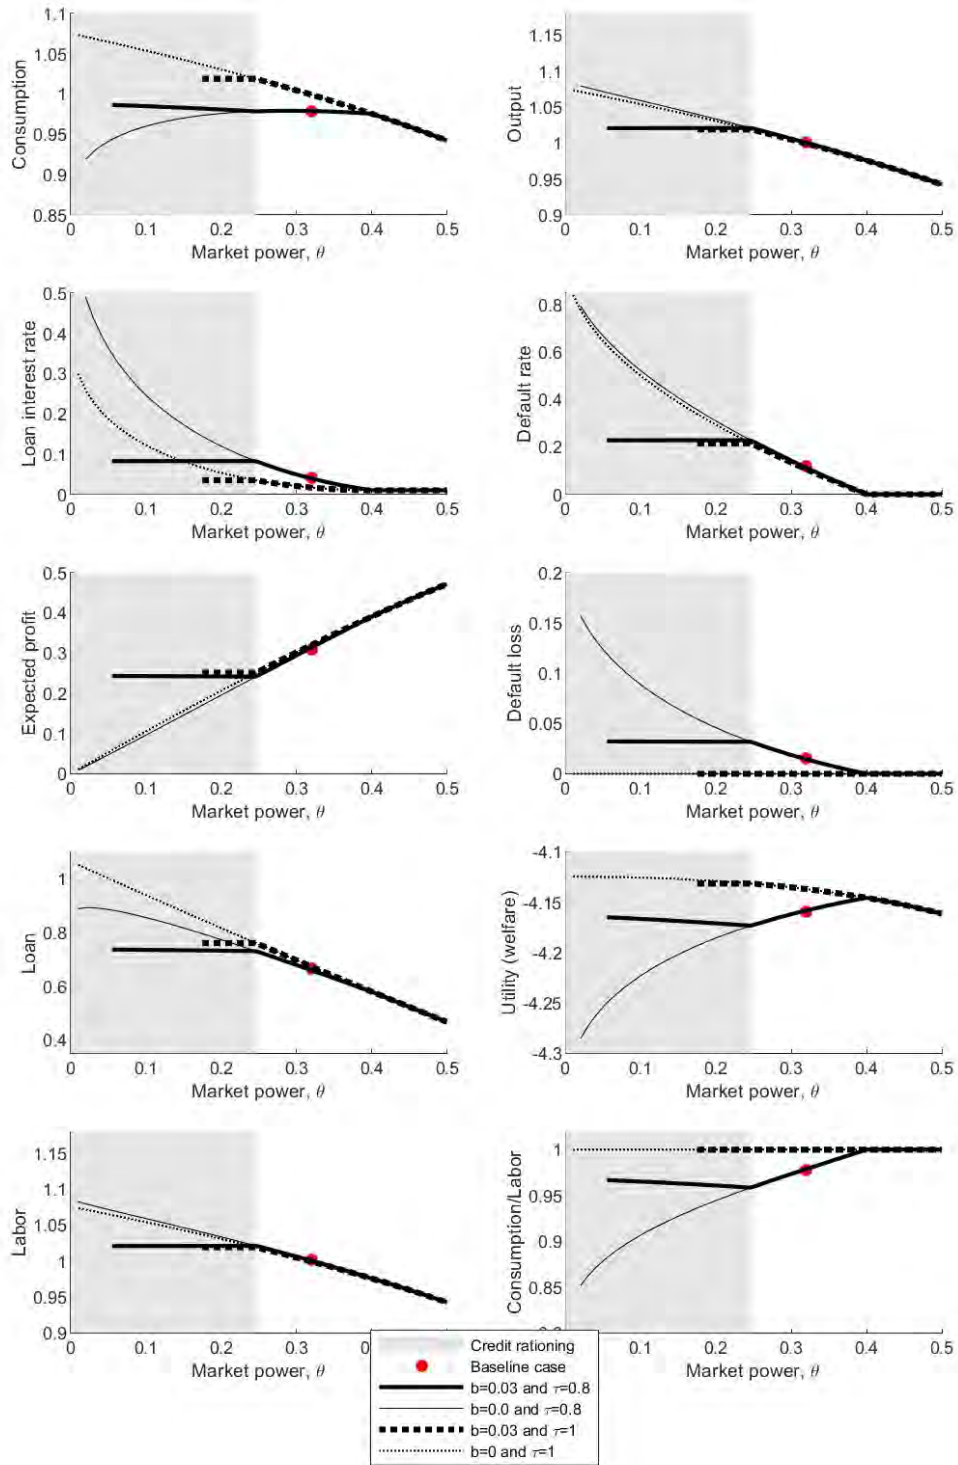 1.1
1.05
1
0.95
0.9
0.85
Consumption
0 0.1 0.2 0.3 0.4 0.5
Market power, θ
1.15
1.1
1.05
1
0.95
0.9
Output
0 0.1 0.2 0.3 0.4 0.5
Market power, θ
0.5
0.4
0.3
0.2
0.1
0
Loan interest rate
0 0.1 0.2 0.3 0.4 0.5
Market power, θ
0.8
0.6
0.4
0.2
0
Default rate
0 0.1 0.2 0.3 0.4 0.5
Market power, θ
0.5
0.4
0.3
0.2
0.1
0
Expected profit
0 0.1 0.2 0.3 0.4 0.5
Market power, θ
0.2
0.15
0.1
0.05
0
Default loss
0 0.1 0.2 0.3 0.4 0.5
Market power, θ
1
0.8
0.6
0.4
Loan
0 0.1 0.2 0.3 0.4 0.5
Market power, θ
-4.1
-4.15
-4.2
-4.25
-4.3
Utility (welfare)
0 0.1 0.2 0.3 0.4 0.5
Market power, θ
1.15
1.1
1.05
1
0.95
0.9
Labor
0 0.1 0.2 0.3 0.4 0.5
Market power, θ
1
0.95
0.9
0.85
Consumption/Labor
0 0.1 0.2 0.3 0.4 0.5
Market power, θ
Credit rationing
Baseline case
b=0.03 and τ=0.8
b=0.0 and τ=0.8
b=0.03 and τ=1
b=0 and τ=1